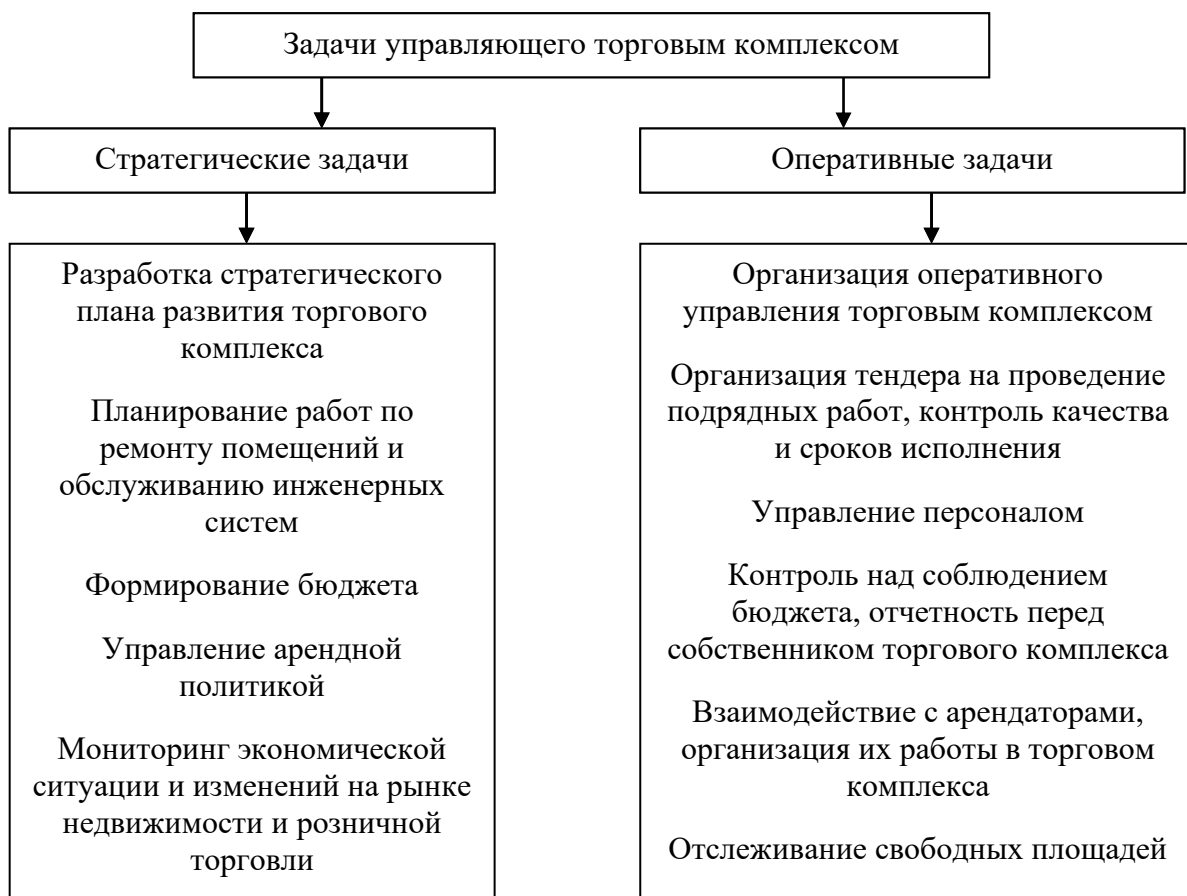 Задачи управляющего торговым комплексом
Стратегические задачи
Оперативные задачи
Разработка стратегического
плана развития торгового
комплекса
Планирование работ по
ремонту помещений и
обслуживанию инженерных
систем
Формирование бюджета
Управление арендной
политикой
Мониторинг экономической
ситуации и изменений на рынке
недвижимости и розничной
торговли
Организация оперативного
управления торговым комплексом
Организация тендера на проведение
подрядных работ, контроль качества
и сроков исполнения
Управление персоналом
Контроль над соблюдением
бюджета, отчетность перед
собственником торгового комплекса
Взаимодействие с арендаторами,
организация их работы в торговом
комплекса
Отслеживание свободных площадей